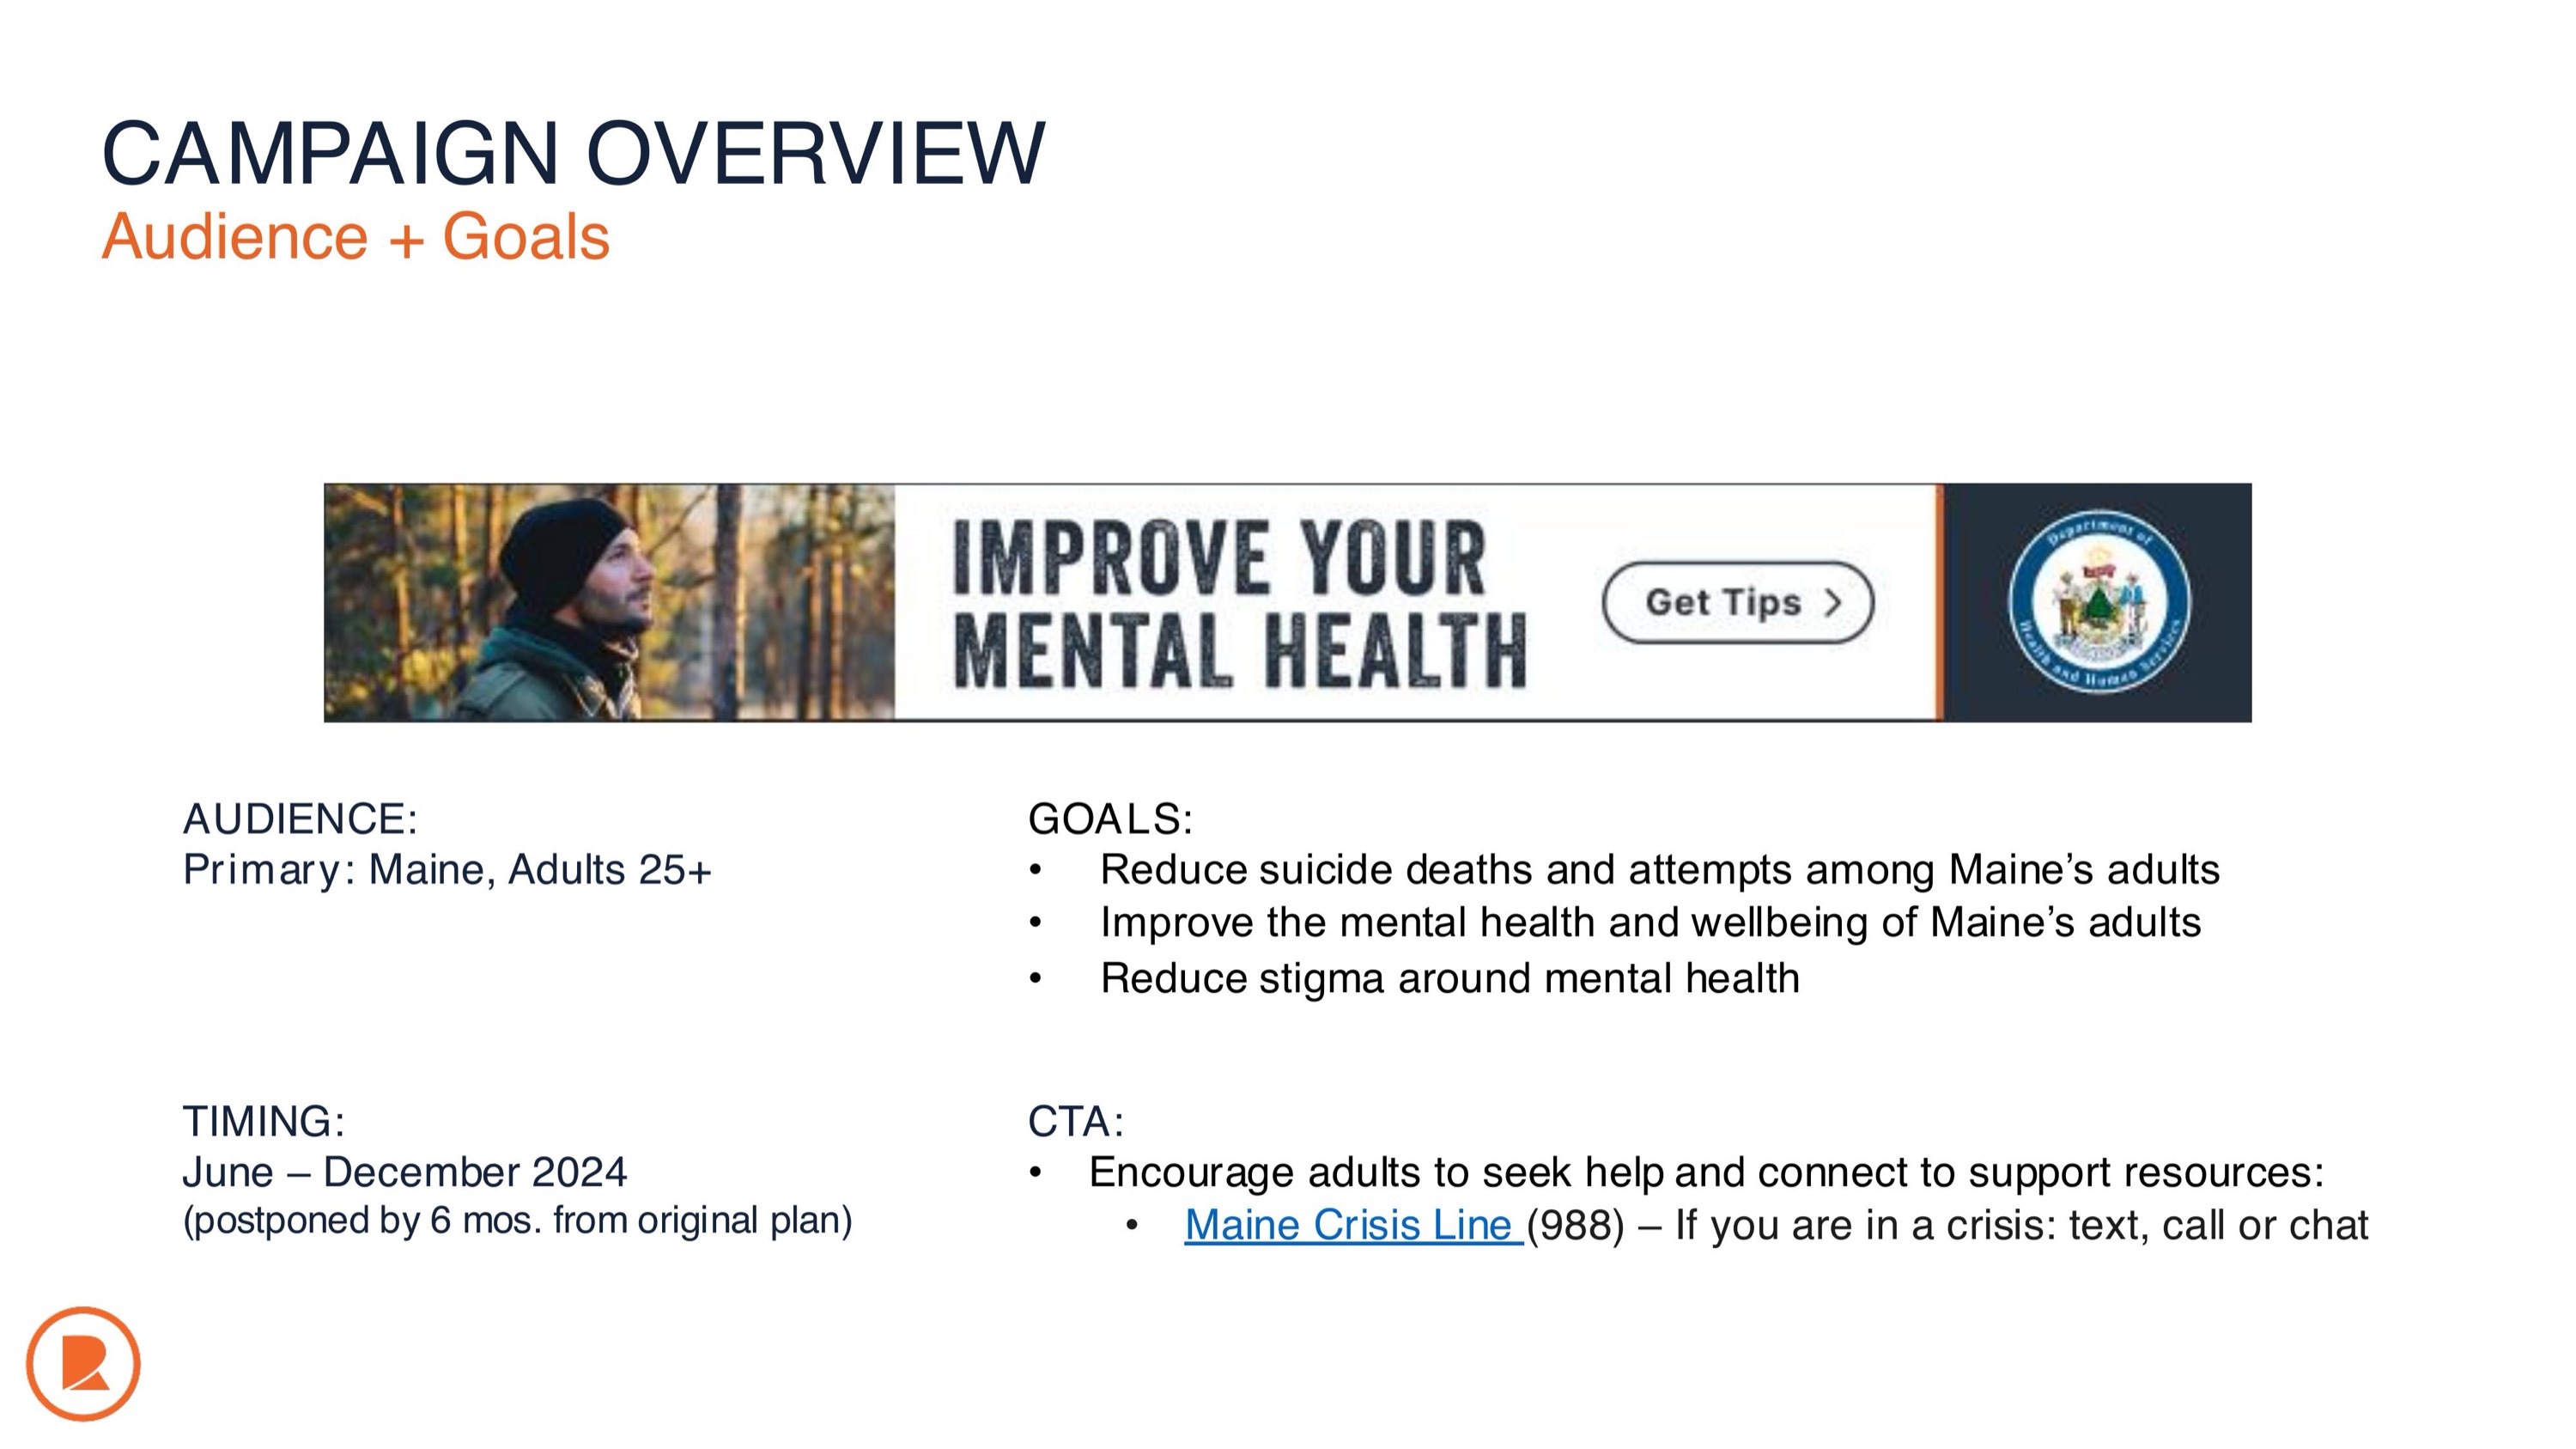 CAMPAIGN OVERVIEW
Audience + Goals
IMPROVE YOUR
MENTAL HEALTH
Get Tips >
Department of
Health and Human Services
AUDIENCE:
Primary: Maine, Adults 25+
GOALS:
• Reduce suicide deaths and attempts among Maine’s adults
• Improve the mental health and wellbeing of Maine’s adults
• Reduce stigma around mental health
TIMING:
June – December 2024
(postponed by 6 mos. from original plan)
CTA:
• Encourage adults to seek help and connect to support resources:
• Maine Crisis Line (988) – If you are in a crisis: text, call or chat
R